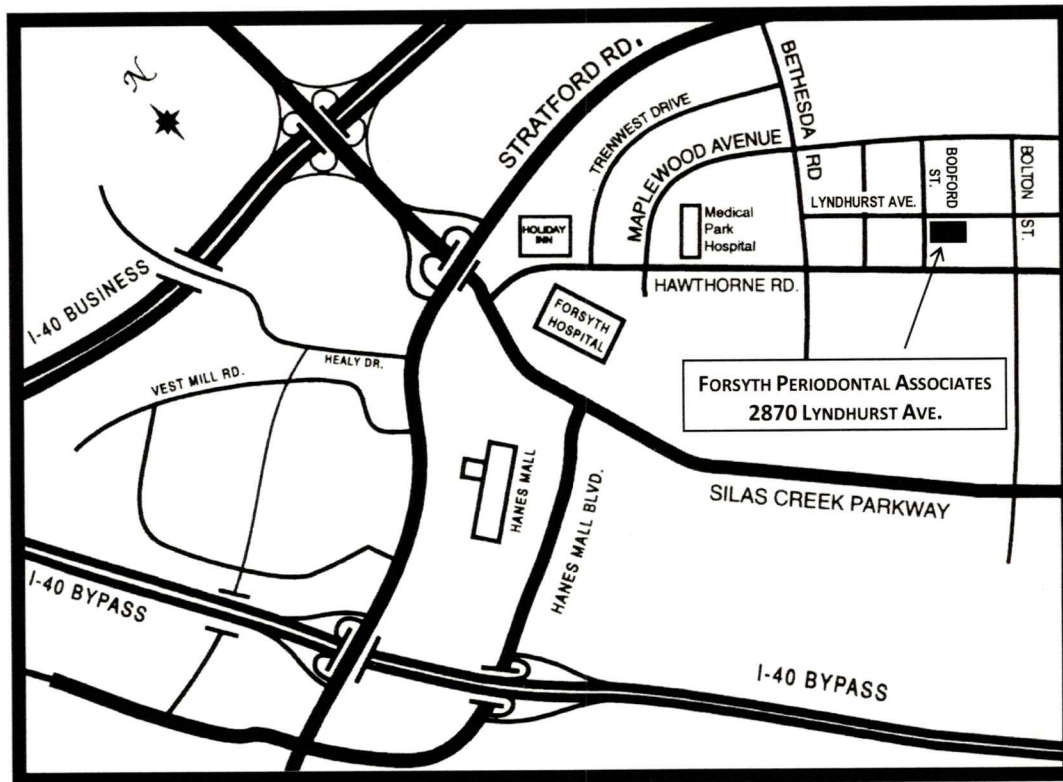 N
STRATFORD RD.
TRENWEST DRIVE
MAPLEWOOD AVENUE
BETHESDA
RD
LYNDHURST AVE.
BODFORD
ST.
BOLTON
ST.
HOLIDAY
INN
Medical
Park
Hospital
HAWTHORNE RD.
FORSYTH
HOSPITAL
I-40 BUSINESS
HEALY DR.
VEST MILL RD.
FORSYTH PERIODONTAL ASSOCIATES
2870 LYNDHURST AVE.
HANES MALL
HANES MALL BLVD.
SILAS CREEK PARKWAY
I-40 BYPASS
I-40 BYPASS